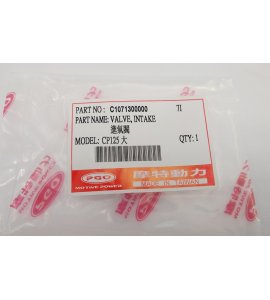 PART NO : C1071300000 7I
PART NAME: VALVE, INTAKE
進氣閥
MODEL: CP125 大 QTY: 1
PGO
MOTIVE POWER
摩特動力
MADE IN TAIWAN